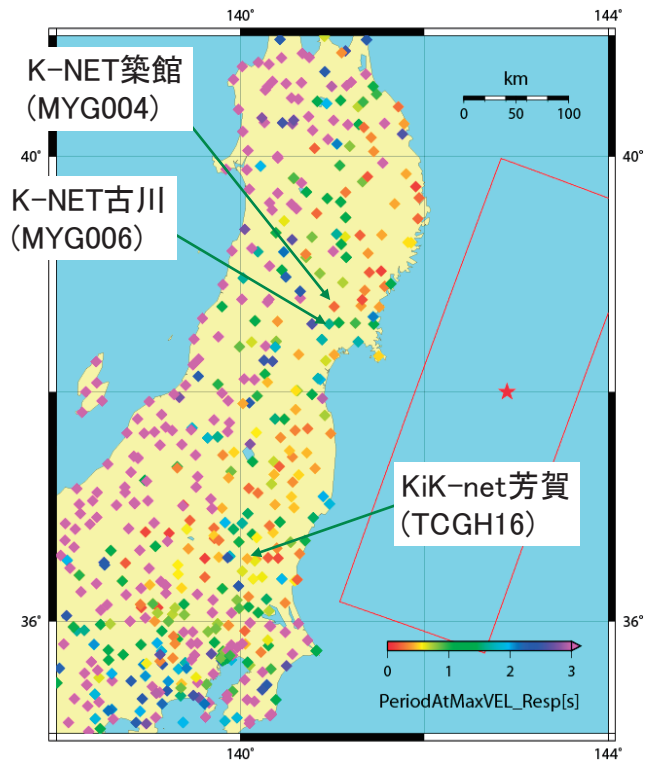 140° 144°
K-NET築館
(MYG004)
km
0 50 100
40°
40°
K-NET古川
(MYG006)
KiK-net芳賀
(TCGH16)
36°
36°
0 1 2 3
PeriodAtMaxVEL_Resp[s]
140° 144°